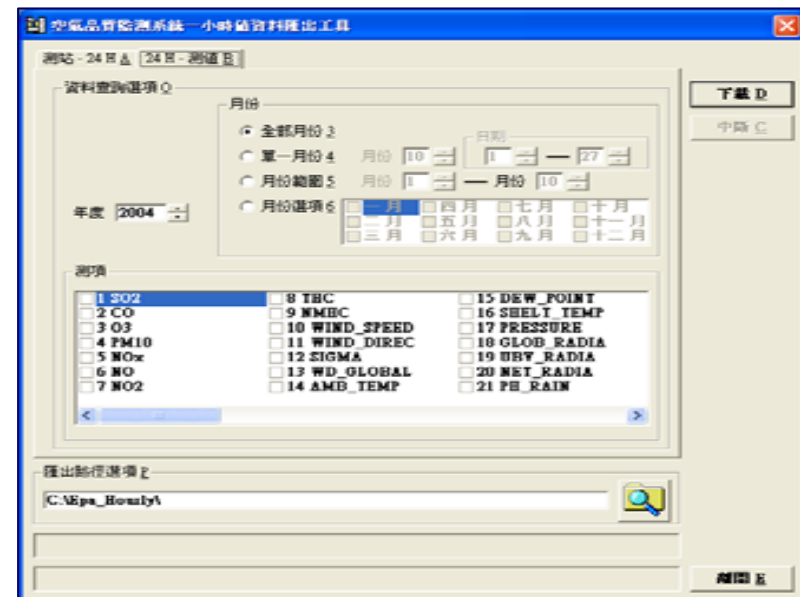 空氣品質監測系統—小時值資料匯出工具
測站 - 24 H A 24 H - 測值 B
資料查詢選項 O
月份
下載 D
中斷 C
全部月份 3
日期
單一月份 4 月份 10 1 — 27
月份範圍 5 月份 1 — 月份 10
年度 2004
月份選項 6 一月 四月 七月 十月
二月 五月 八月 十一月
三月 六月 九月 十二月
測項
1 SO2 8 THC 15 DEW_POINT
2 CO 9 NMHC 16 SHELT_TEMP
3 O3 10 WIND_SPEED 17 PRESSURE
4 PM10 11 WIND_DIREC 18 GLOB_RADIA
5 NOx 12 SIGMA 19 UBV_RADIA
6 NO 13 WD_GLOBAL 20 NET_RADIA
7 NO2 14 AMB_TEMP 21 PH_RAIN
匯出路徑選項 P
C:\Epa_Hourly\
離開 E